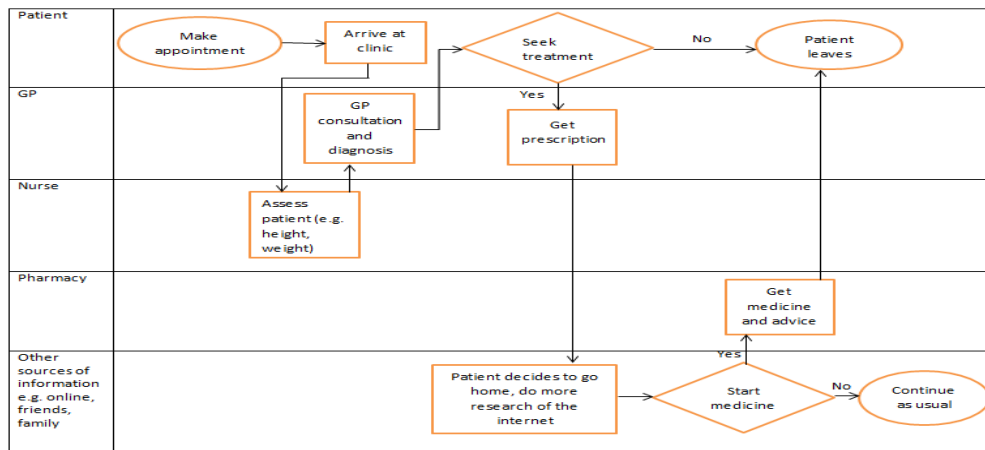 Patient
Make
appointment
Arrive at
clinic
Seek
treatment
No
Patient
leaves
GP
GP
consultation
and
diagnosis
Yes
Get
prescription
Nurse
Assess
patient (e.g.
height,
weight)
Pharmacy
Get
medicine
and advice
Other
sources of
information
e.g. online,
friends,
family
Patient decides to go
home, do more
research of the
internet
Yes
Start
medicine
No
Continue
as usual